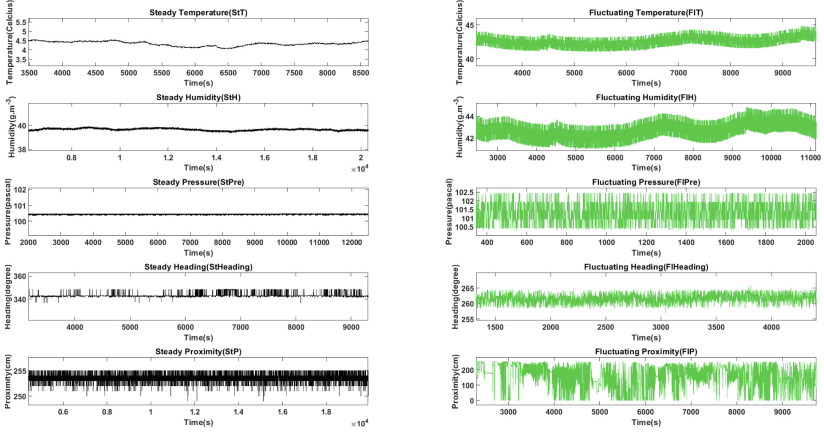 Steady Temperature(StT)
Temperature(Celcius)
5.5
5
4.5
4
3.5
3500 4000 4500 5000 5500 6000 6500 7000 7500 8000 8500
Time(s)
Steady Humidity(StH)
Humidity(g.m-3)
40
38
0.8 1 1.2 1.4 1.6 1.8 2
Time(s)
×10^4
Steady Pressure(StPre)
Pressure(pascal)
102
101
100
2000 3000 4000 5000 6000 7000 8000 9000 10000 11000 12000
Time(s)
Steady Heading(StHeading)
Heading(degree)
360
340
4000 5000 6000 7000 8000 9000
Time(s)
Steady Proximity(StP)
Proximity(cm)
255
250
0.6 0.8 1 1.2 1.4 1.6 1.8
Time(s)
×10^4
Fluctuating Temperature(FlT)
Temperature(Celcius)
45
40
4000 5000 6000 7000 8000 9000
Time(s)
Fluctuating Humidity(FlH)
Humidity(g.m-3)
44
42
3000 4000 5000 6000 7000 8000 9000 10000 11000
Time(s)
Fluctuating Pressure(FlPre)
Pressure(pascal)
102.5
102
101.5
101
100.5
400 600 800 1000 1200 1400 1600 1800 2000
Time(s)
Fluctuating Heading(FlHeading)
Heading(degree)
265
260
255
1500 2000 2500 3000 3500 4000
Time(s)
Fluctuating Proximity(FlP)
Proximity(cm)
200
100
0
3000 4000 5000 6000 7000 8000 9000
Time(s)